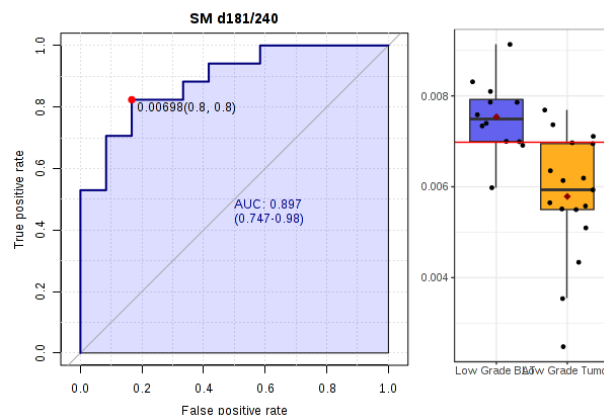 SM d181/240
True positive rate
1.0
0.8
0.6
0.4
0.2
0.0
0.00698(0.8, 0.8)
AUC: 0.897
(0.747-0.98)
0.0 0.2 0.4 0.6 0.8 1.0
False positive rate
0.008
0.006
0.004
Low Grade
Low Grade Tumo